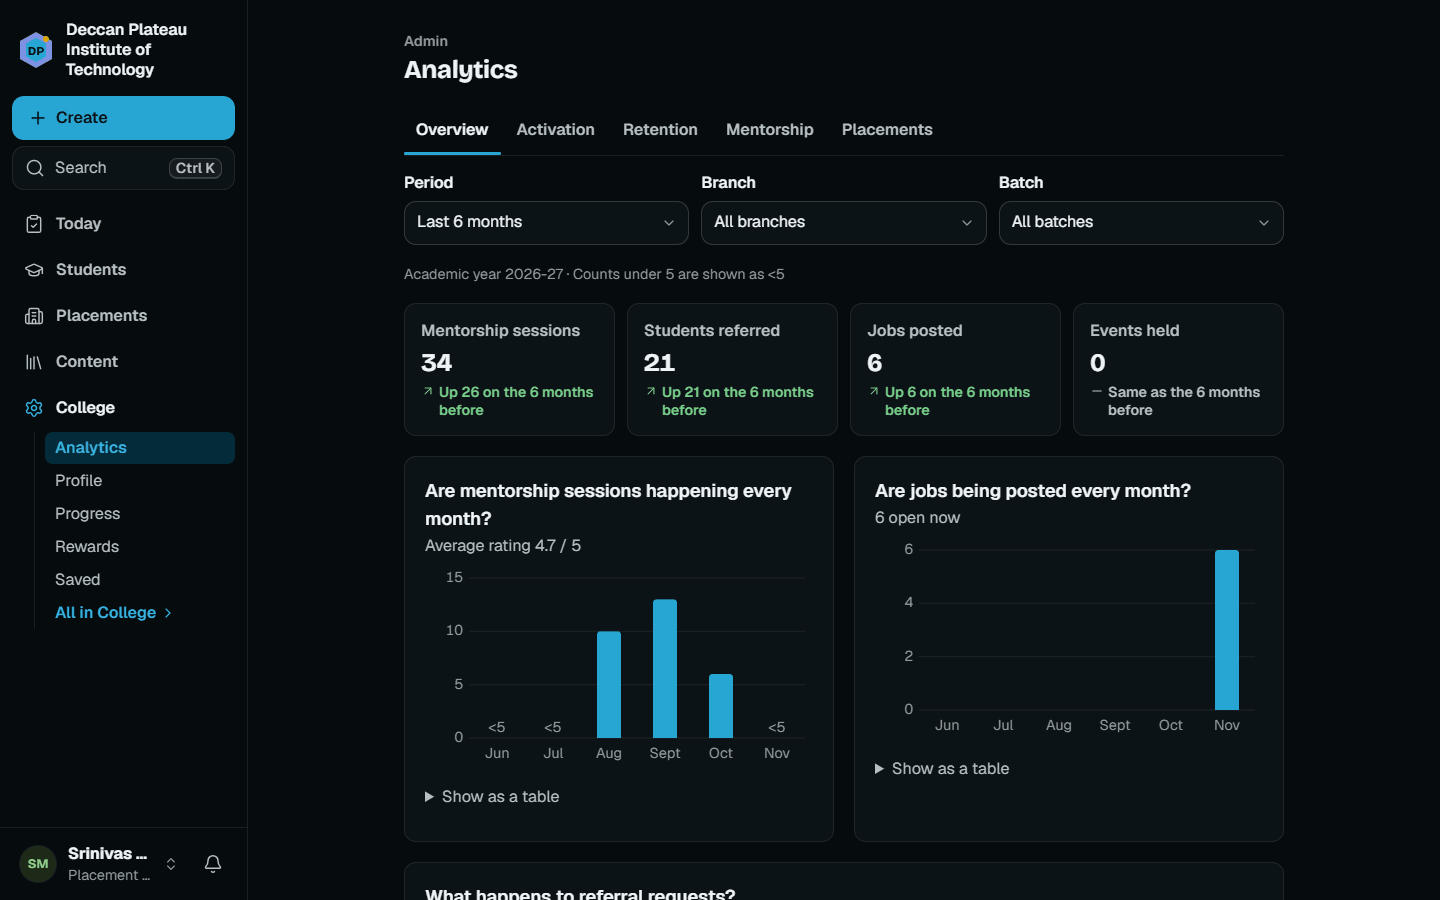 DP
Deccan Plateau
Institute of
Technology
Create
Search
Ctrl K
Today
Students
Placements
Content
College
Analytics
Profile
Progress
Rewards
Saved
All in College
SM
Srinivas ...
Placement ...
Admin
Analytics
Overview Activation Retention Mentorship Placements
Period
Last 6 months
Branch
All branches
Batch
All batches
Academic year 2026-27 · Counts under 5 are shown as <5
Mentorship sessions
34
Up 26 on the 6 months
before
Students referred
21
Up 21 on the 6 months
before
Jobs posted
6
Up 6 on the 6 months
before
Events held
0
Same as the 6 months
before
Are mentorship sessions happening every
month?
Average rating 4.7 / 5
15
10
5
0
<5 <5 <5
Jun Jul Aug Sept Oct Nov
Show as a table
Are jobs being posted every month?
6 open now
6
4
2
0
Jun Jul Aug Sept Oct Nov
Show as a table
What happens to referral requests?